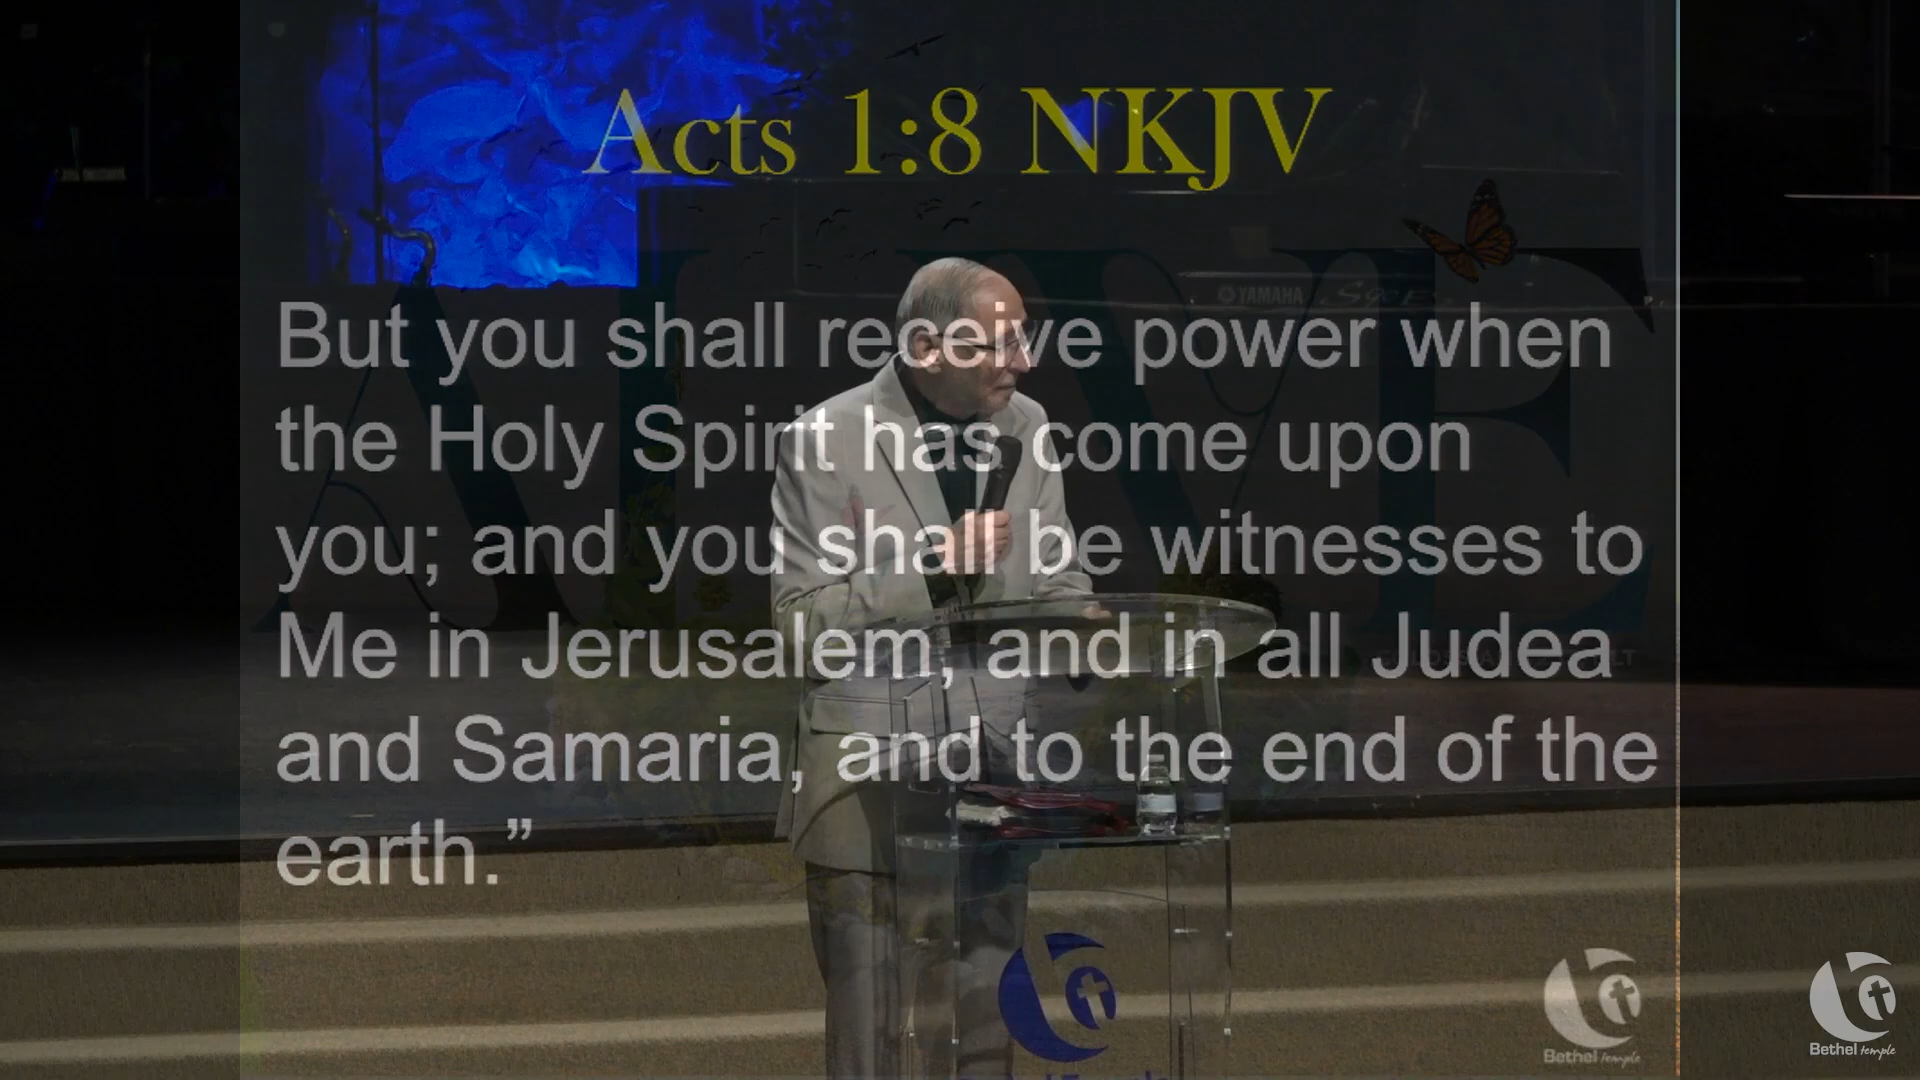 Acts 1:8 NKJV
YAMAHA
ALIVE
But you shall receive power when
the Holy Spirit has come upon
you; and you shall be witnesses to
Me in Jerusalem, and in all Judea
and Samaria, and to the end of the
earth.”
Bethel temple
Bethel temple